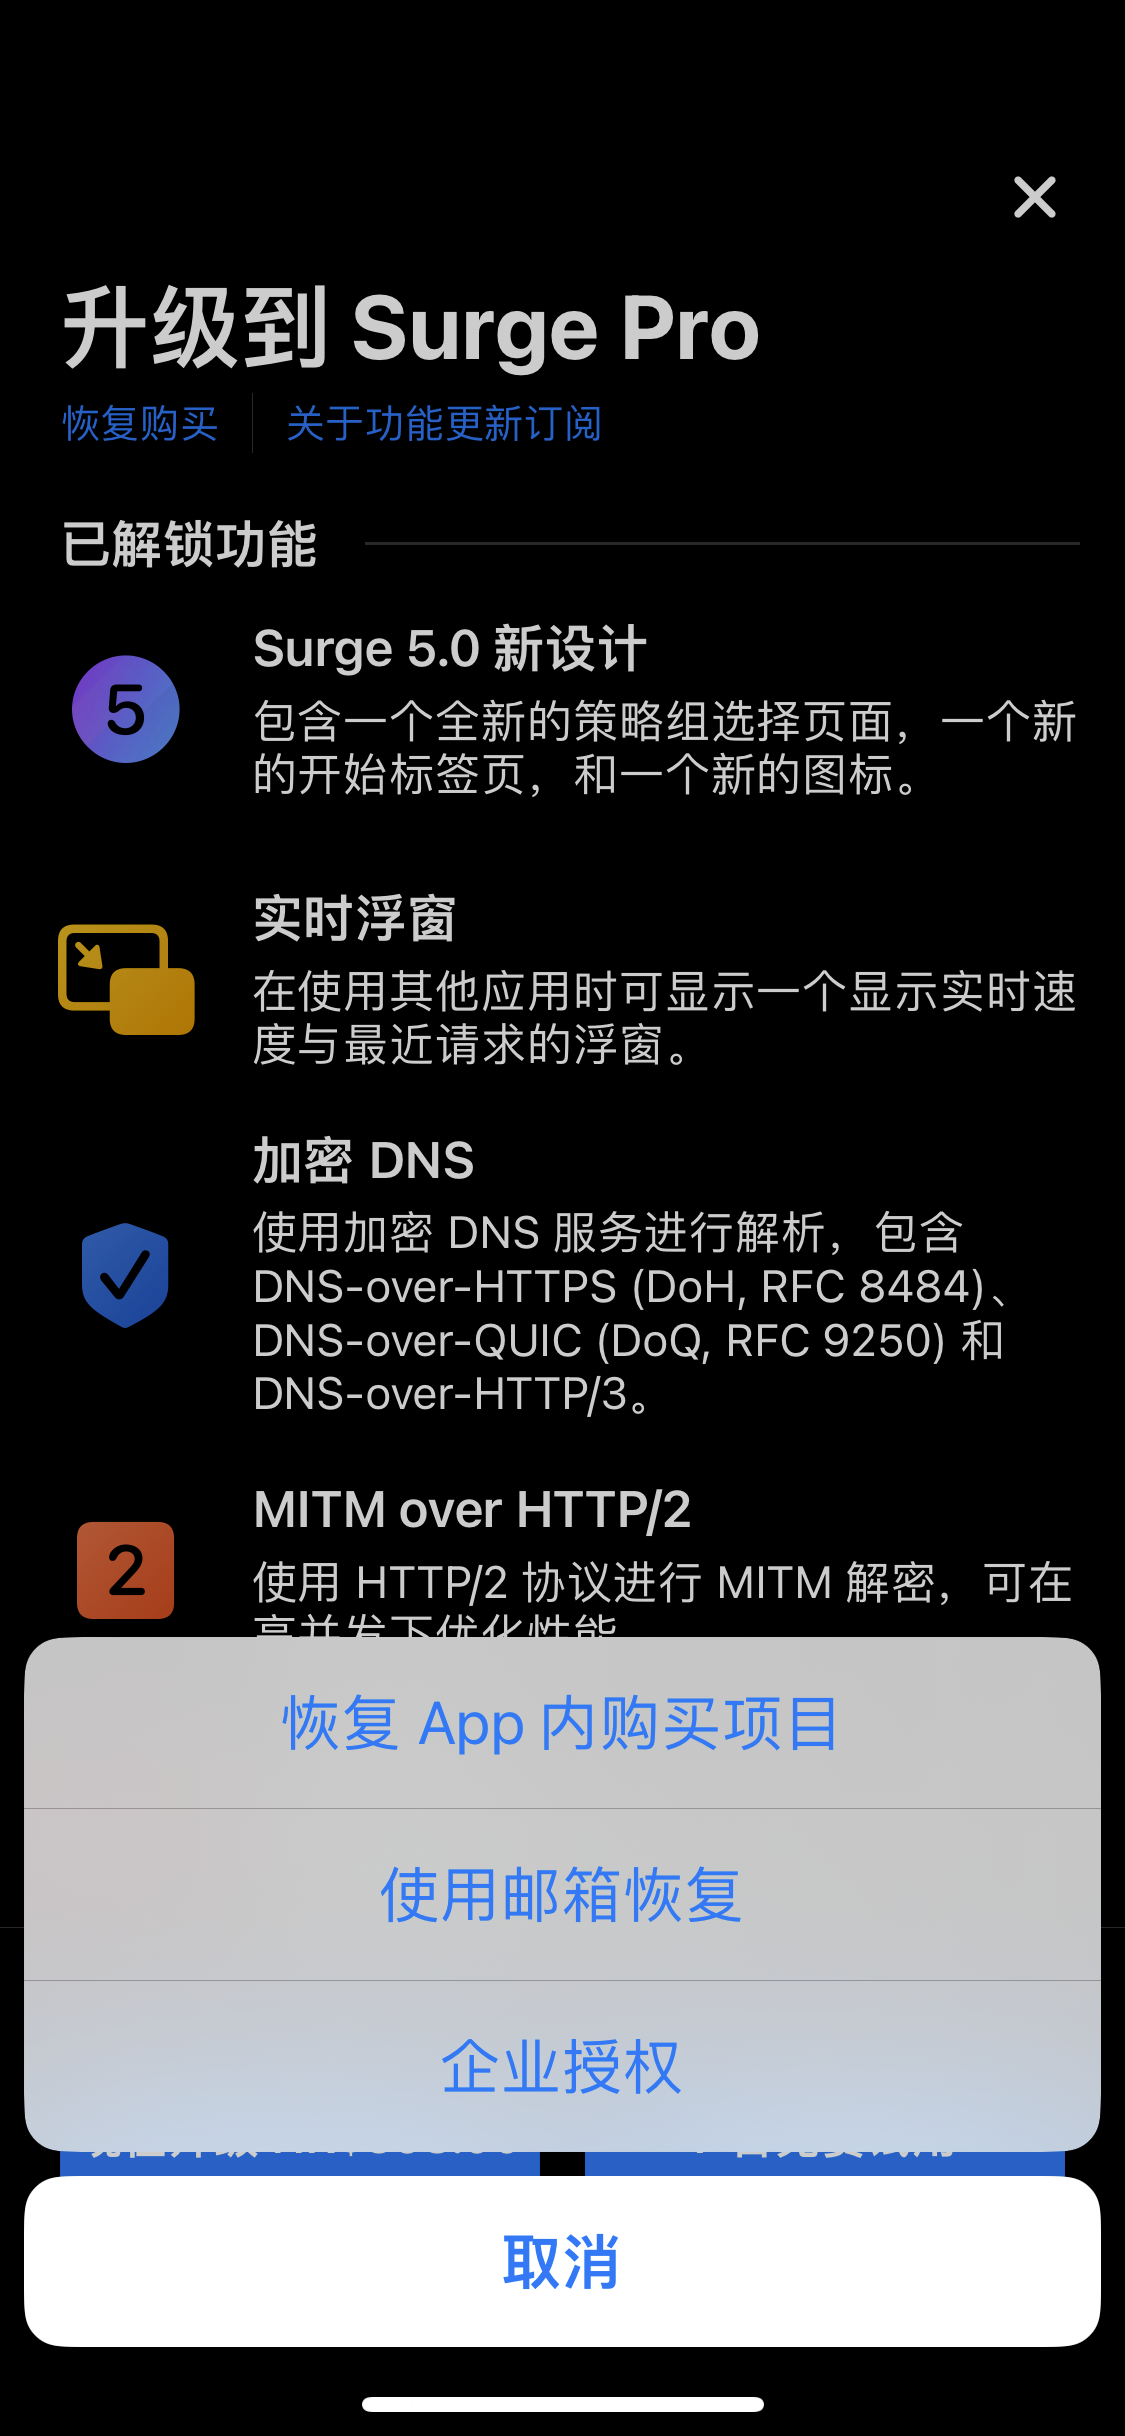 升级到 Surge Pro
恢复购买
关于功能更新订阅
已解锁功能
5
Surge 5.0 新设计
包含一个全新的策略组选择页面，一个新
的开始标签页，和一个新的图标。
实时浮窗
在使用其他应用时可显示一个显示实时速
度与最近请求的浮窗。
加密 DNS
使用加密 DNS 服务进行解析，包含
DNS-over-HTTPS (DoH, RFC 8484)、
DNS-over-QUIC (DoQ, RFC 9250) 和
DNS-over-HTTP/3。
2
MITM over HTTP/2
使用 HTTP/2 协议进行 MITM 解密，可在
高并发下优化性能
恢复 App 内购买项目
使用邮箱恢复
企业授权
取消